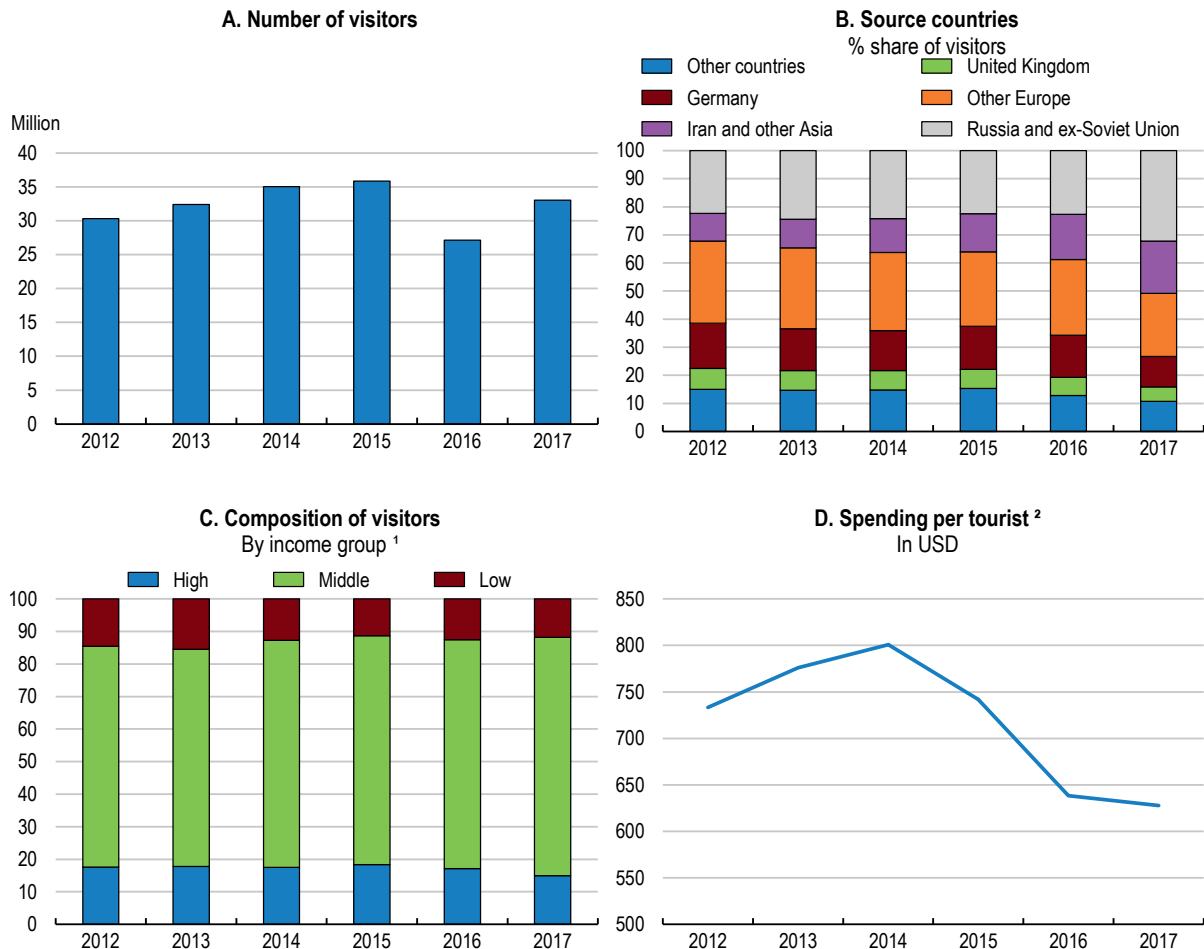 A. Number of visitors
Million
40
35
30
25
20
15
10
5
0
2012 2013 2014 2015 2016 2017
B. Source countries
% share of visitors
Other countries United Kingdom
Germany Other Europe
Iran and other Asia Russia and ex-Soviet Union
100
90
80
70
60
50
40
30
20
10
0
2012 2013 2014 2015 2016 2017
C. Composition of visitors
By income group ¹
High Middle Low
100
90
80
70
60
50
40
30
20
10
0
2012 2013 2014 2015 2016 2017
D. Spending per tourist ²
In USD
850
800
750
700
650
600
550
500
2012 2013 2014 2015 2016 2017